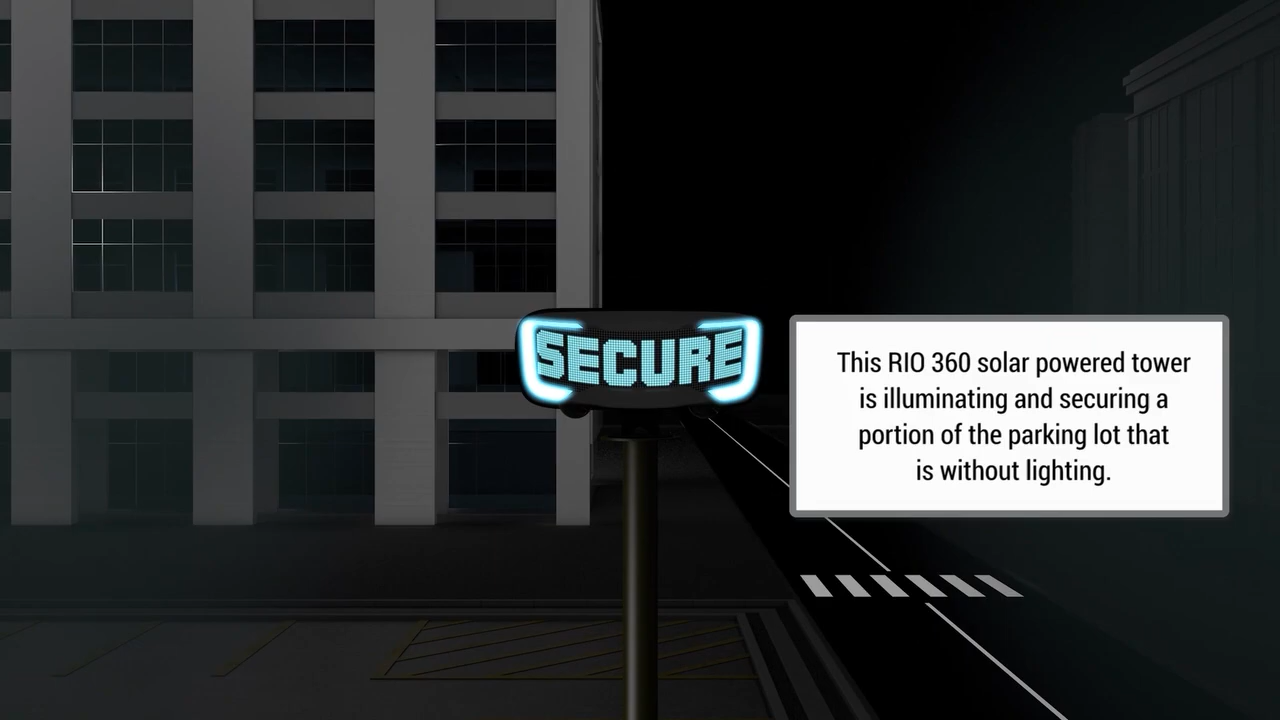 SECURE
This RIO 360 solar powered tower
is illuminating and securing a
portion of the parking lot that
is without lighting.